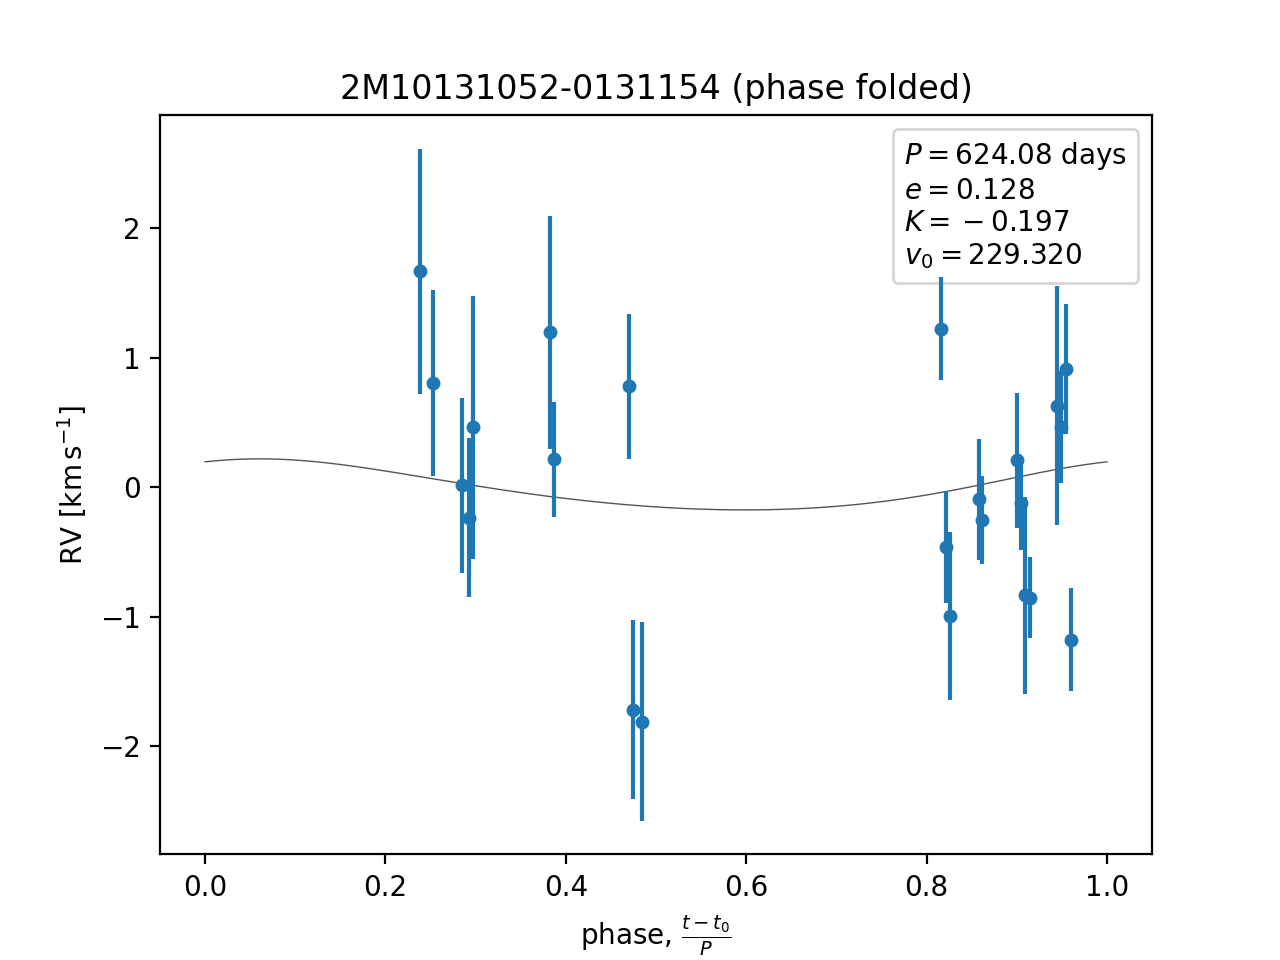 2M10131052-0131154 (phase folded)
P = 624.08 days
e = 0.128
K = −0.197
v₀ = 229.320
RV [km s⁻¹]
2
1
0
−1
−2
0.0 0.2 0.4 0.6 0.8 1.0
phase, (t − t₀)/P